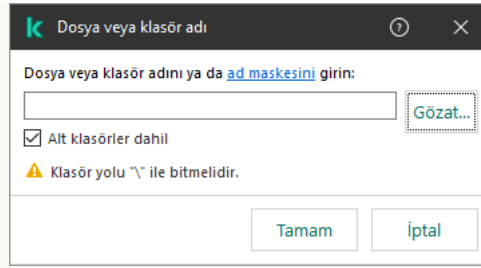 Dosya veya klasör adı
Dosya veya klasör adını ya da ad maskesini girin:
Gözat...
Alt klasörler dahil
Klasör yolu "\" ile bitmelidir.
Tamam
İptal